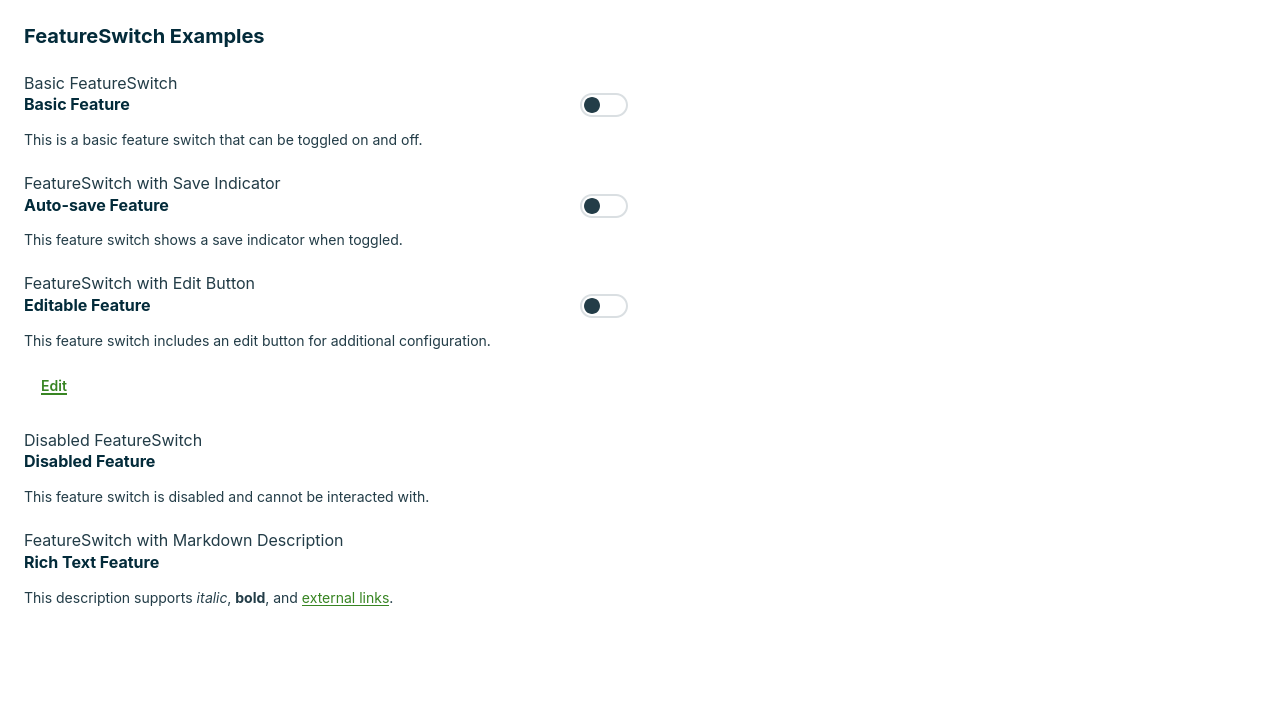 FeatureSwitch Examples
Basic FeatureSwitch
Basic Feature
This is a basic feature switch that can be toggled on and off.
FeatureSwitch with Save Indicator
Auto-save Feature
This feature switch shows a save indicator when toggled.
FeatureSwitch with Edit Button
Editable Feature
This feature switch includes an edit button for additional configuration.
Edit
Disabled FeatureSwitch
Disabled Feature
This feature switch is disabled and cannot be interacted with.
FeatureSwitch with Markdown Description
Rich Text Feature
This description supports italic, bold, and external links.